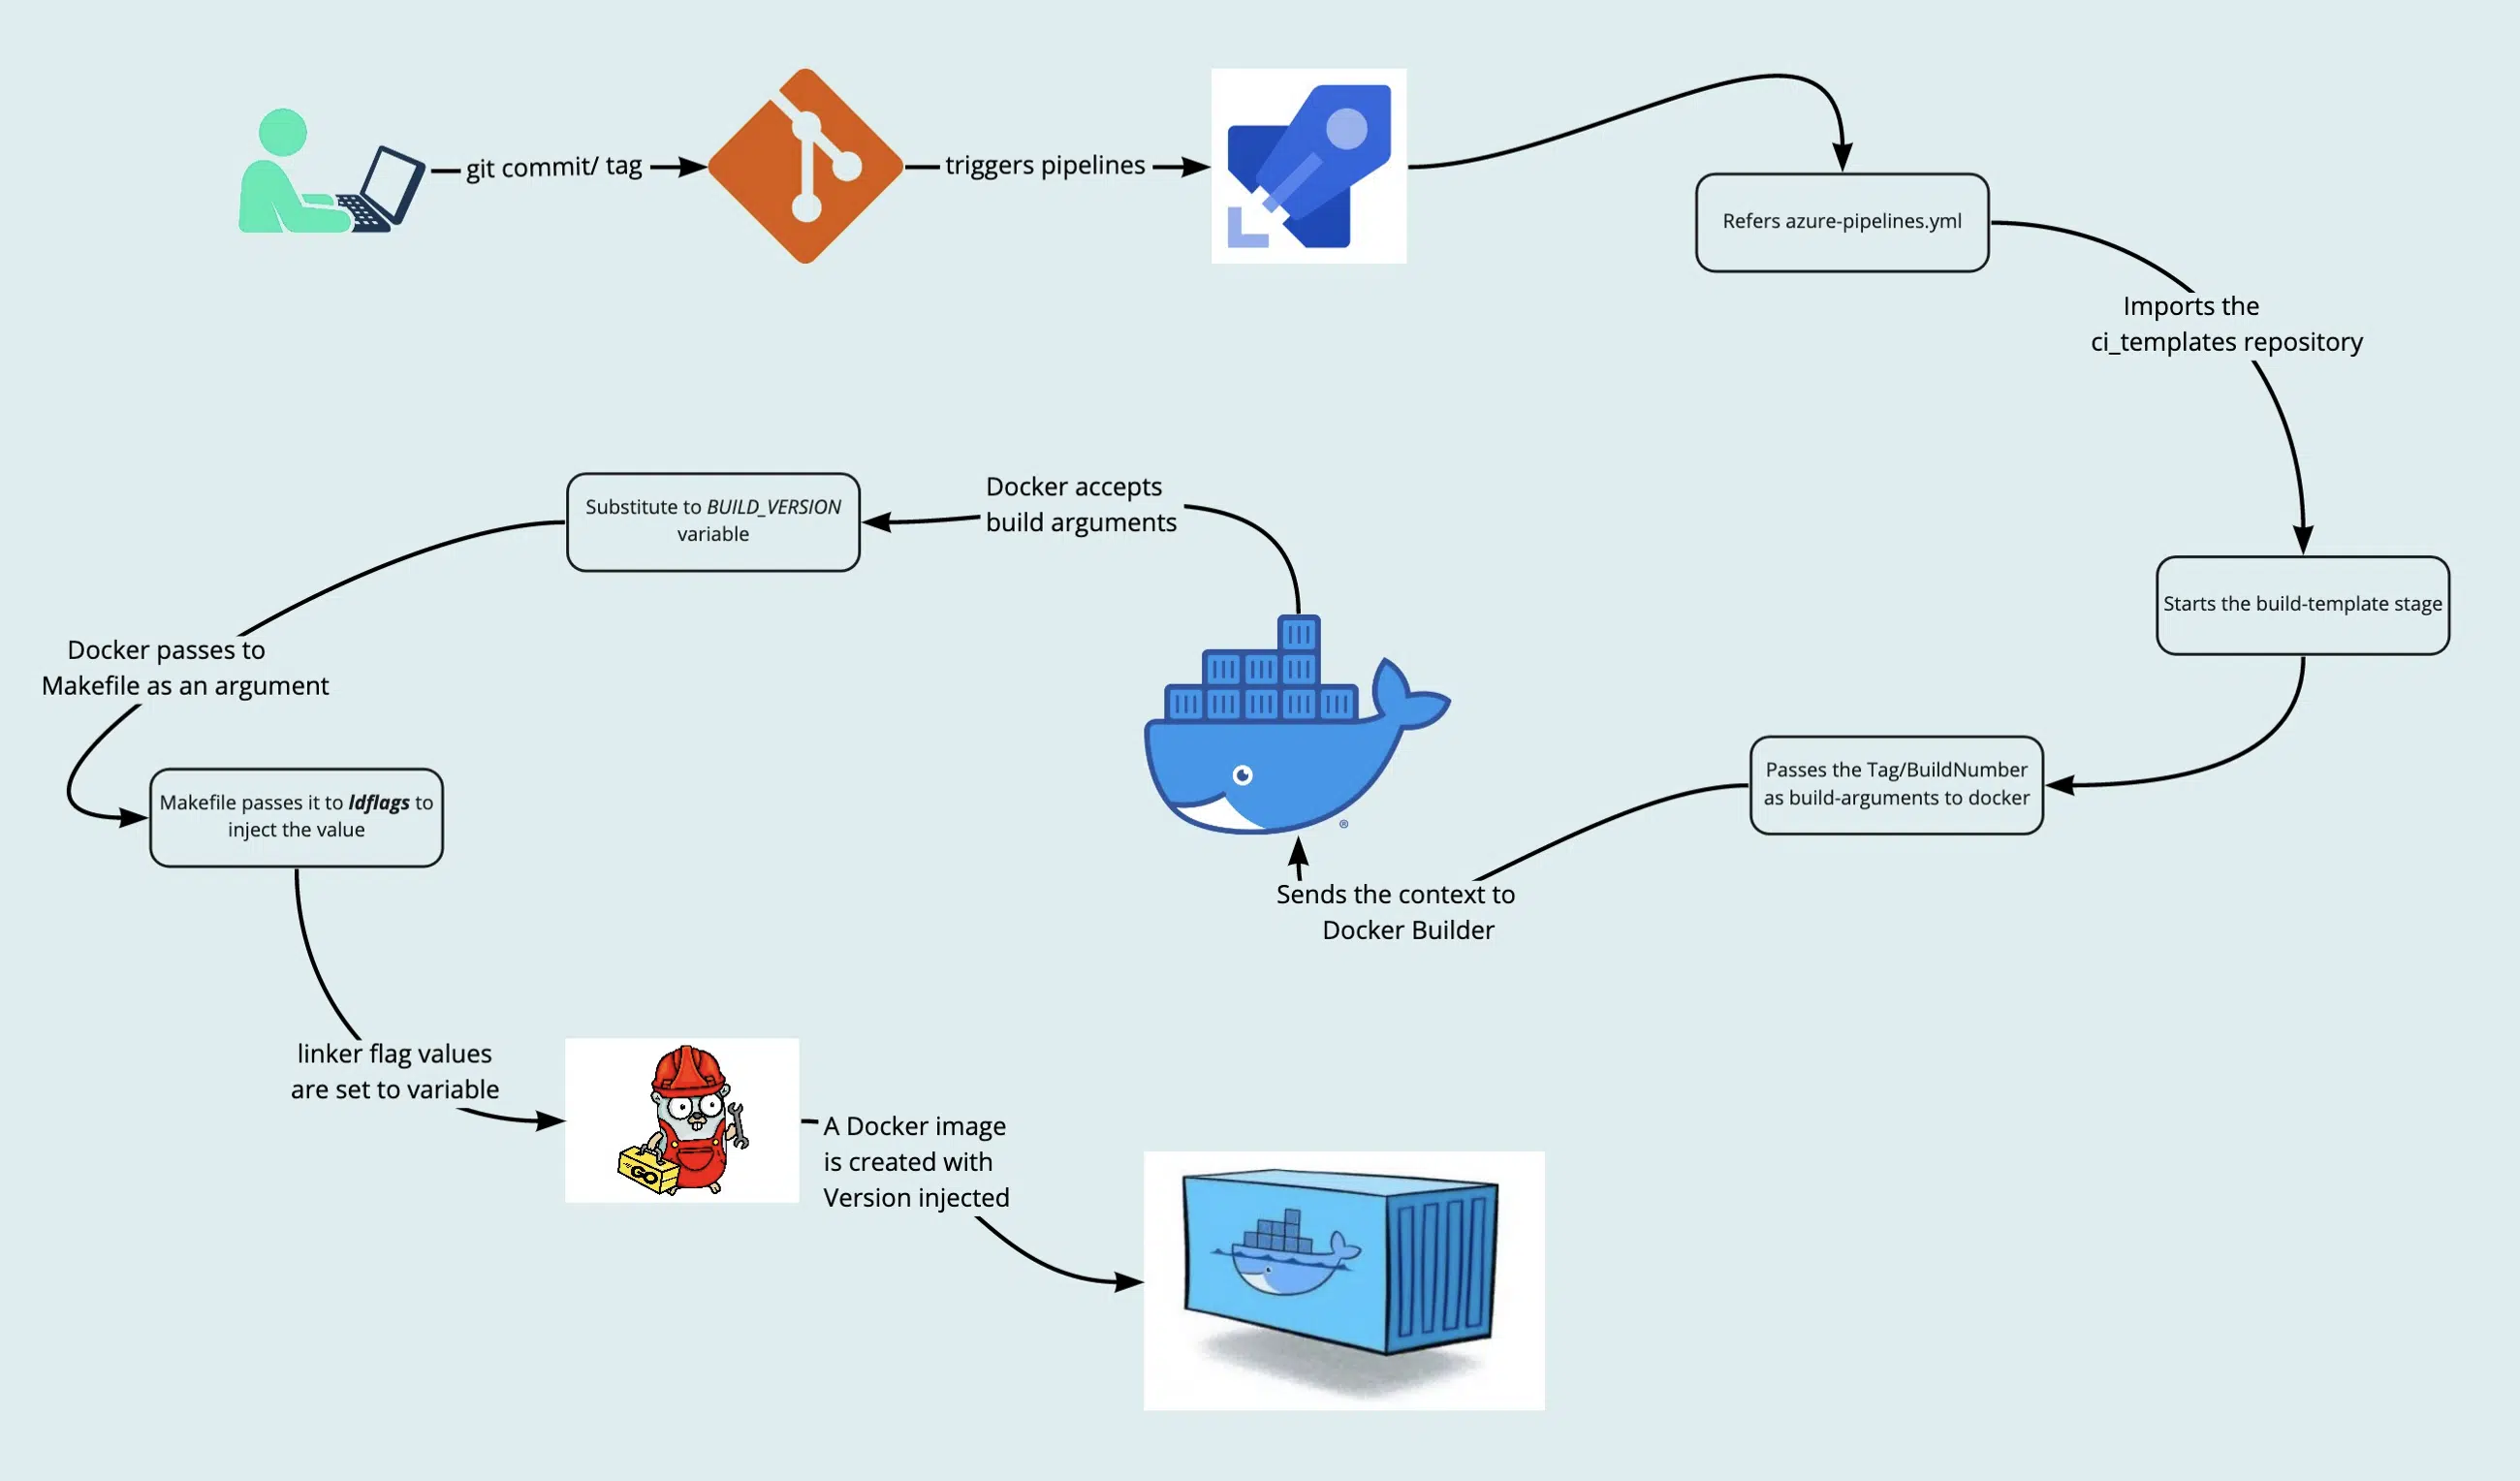 git commit/ tag
triggers pipelines
Refers azure-pipelines.yml
Imports the
ci_templates repository
Starts the build-template stage
Passes the Tag/BuildNumber
as build-arguments to docker
Sends the context to
Docker Builder
®
Docker accepts
build arguments
Substitute to BUILD_VERSION
variable
Docker passes to
Makefile as an argument
Makefile passes it to ldflags to
inject the value
linker flag values
are set to variable
GO
A Docker image
is created with
Version injected